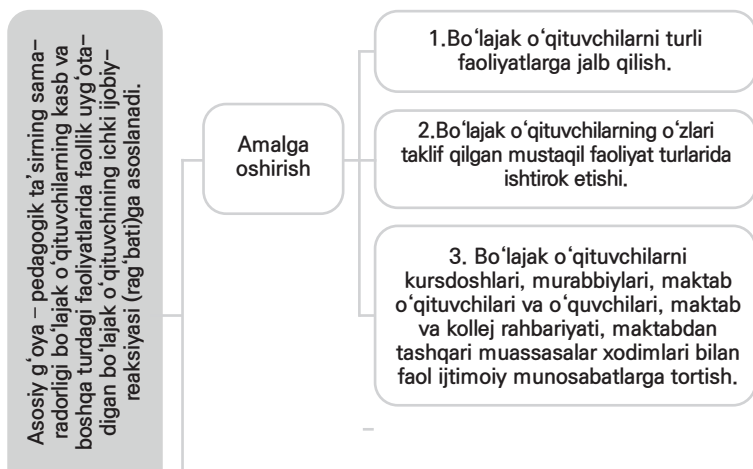 Asosiy g‘oya – pedagogik ta’sirning sama–
radorligi bo‘lajak o‘qituvchilarning kasb va
boshqa turdagi faoliyatlarida faollik uyg‘ota–
digan bo‘lajak o‘qituvchining ichki ijobiy–
reaksiyasi (rag‘bati)ga asoslanadi.
Amalga
oshirish
1.Bo‘lajak o‘qituvchilarni turli
faoliyatlarga jalb qilish.
2.Bo‘lajak o‘qituvchilarning o‘zlari
taklif qilgan mustaqil faoliyat turlarida
ishtirok etishi.
3. Bo‘lajak o‘qituvchilarni
kursdoshlari, murabbiylari, maktab
o‘qituvchilari va o‘quvchilari, maktab
va kollej rahbariyati, maktabdan
tashqari muassasalar xodimlari bilan
faol ijtimoiy munosabatlarga tortish.